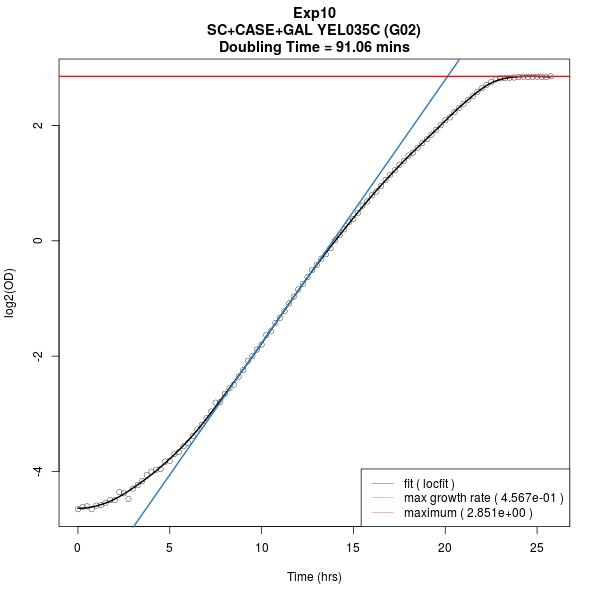 Exp10
SC+CASE+GAL YEL035C (G02)
Doubling Time = 91.06 mins
log2(OD)
2
0
-2
-4
fit ( locfit )
max growth rate ( 4.567e-01 )
maximum ( 2.851e+00 )
0 5 10 15 20 25
Time (hrs)